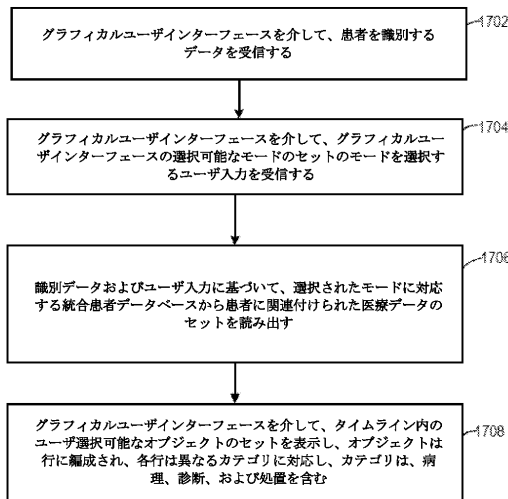 グラフィカルユーザインターフェースを介して、患者を識別する
データを受信する
1702
グラフィカルユーザインターフェースを介して、グラフィカルユー
ザインターフェースの選択可能なモードのセットのモードを選択す
るユーザ入力を受信する
1704
識別データおよびユーザ入力に基づいて、選択されたモードに対応
する統合患者データベースから患者に関連付けられた医療データの
セットを読み出す
1706
グラフィカルユーザインターフェースを介して、タイムライン内の
ユーザ選択可能なオブジェクトのセットを表示し、オブジェクトは
行に編成され、各行は異なるカテゴリに対応し、カテゴリは、病
理、診断、および処置を含む
1708